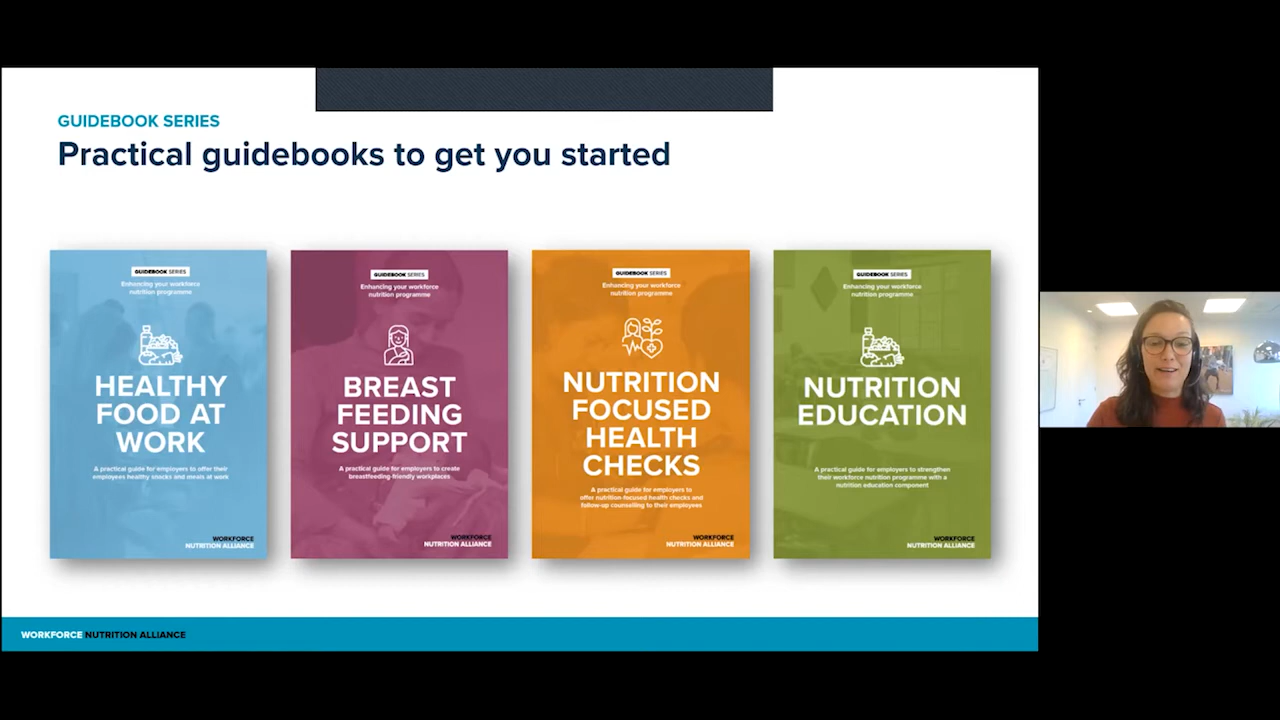 GUIDEBOOK SERIES
Practical guidebooks to get you started
GUIDEBOOK SERIES
Enhancing your workforce
nutrition programme
HEALTHY
FOOD AT
WORK
A practical guide for employers to offer their
employees healthy snacks and meals at work
WORKFORCE
NUTRITION ALLIANCE
GUIDEBOOK SERIES
Enhancing your workforce
nutrition programme
BREAST
FEEDING
SUPPORT
A practical guide for employers to create
breastfeeding-friendly workplaces
WORKFORCE
NUTRITION ALLIANCE
GUIDEBOOK SERIES
Enhancing your workforce
nutrition programme
NUTRITION
FOCUSED
HEALTH
CHECKS
A practical guide for employers to
offer nutrition focused health checks and
follow-up counselling to their employees
WORKFORCE
NUTRITION ALLIANCE
GUIDEBOOK SERIES
Enhancing your workforce
nutrition programme
NUTRITION
EDUCATION
A practical guide for employers to strengthen
their workforce nutrition programme with a
nutrition education component
WORKFORCE
NUTRITION ALLIANCE
WORKFORCE NUTRITION ALLIANCE